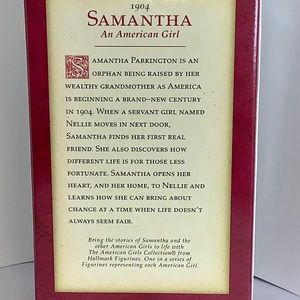 1904
SAMANTHA
An American Girl
SAMANTHA PARKINGTON IS AN
ORPHAN BEING RAISED BY HER
WEALTHY GRANDMOTHER AS AMERICA
IS BEGINNING A BRAND–NEW CENTURY
IN 1904. WHEN A SERVANT GIRL, NAMED
NELLIE MOVES IN NEXT DOOR,
SAMANTHA FINDS HER FIRST REAL
FRIEND. SHE ALSO DISCOVERS HOW
DIFFERENT LIFE IS FOR THOSE LESS
FORTUNATE. SAMANTHA OPENS HER
HEART, AND HER HOME, TO NELLIE AND
LEARNS HOW SHE CAN BRING ABOUT
CHANGE AT A TIME WHEN LIFE DOESN'T
ALWAYS SEEM FAIR.
Bring the stories of Samantha and the
other American Girls to life with
The American Girls Collection® from
Hallmark Figurines, One in a series of
Figurines representing each American Girl.